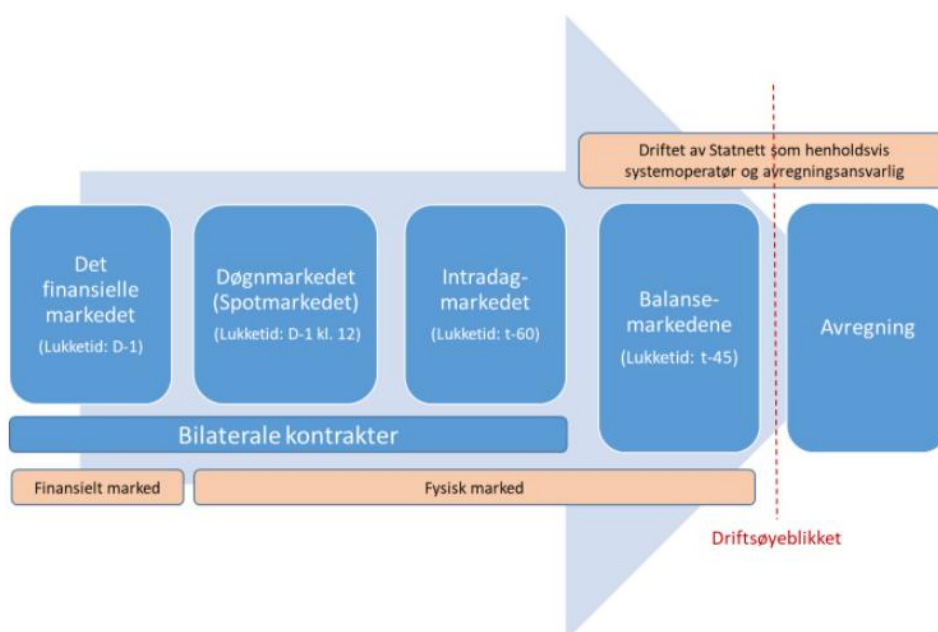 Driftet av Statnett som henholdsvis
systemoperatør og avregningsansvarlig
Det
finansielle
markedet
(Lukketid: D-1)
Døgnmarkedet
(Spotmarkedet)
(Lukketid: D-1 kl. 12)
Intradag-
markedet
(Lukketid: t-60)
Balanse-
markedene
(Lukketid: t-45)
Avregning
Bilaterale kontrakter
Finansielt marked
Fysisk marked
Driftsøyeblikket